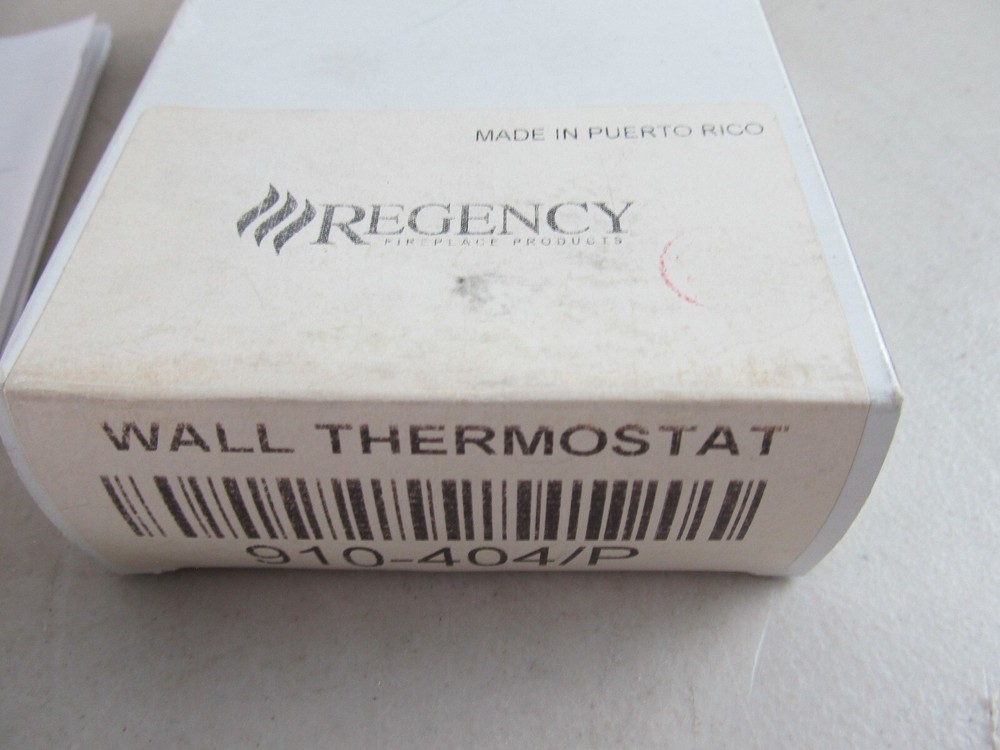 MADE IN PUERTO RICO
REGENCY
FIREPLACE PRODUCTS
WALL THERMOSTAT
910-404/P